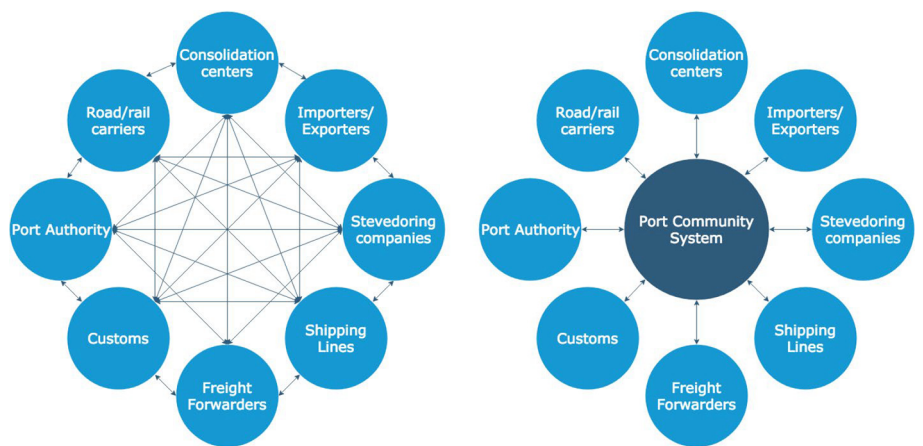 Consolidation
centers
Road/rail
carriers
Importers/
Exporters
Port Authority
Stevedoring
companies
Customs
Shipping
Lines
Freight
Forwarders
Consolidation
centers
Road/rail
carriers
Importers/
Exporters
Port Authority
Port Community
System
Stevedoring
companies
Customs
Shipping
Lines
Freight
Forwarders